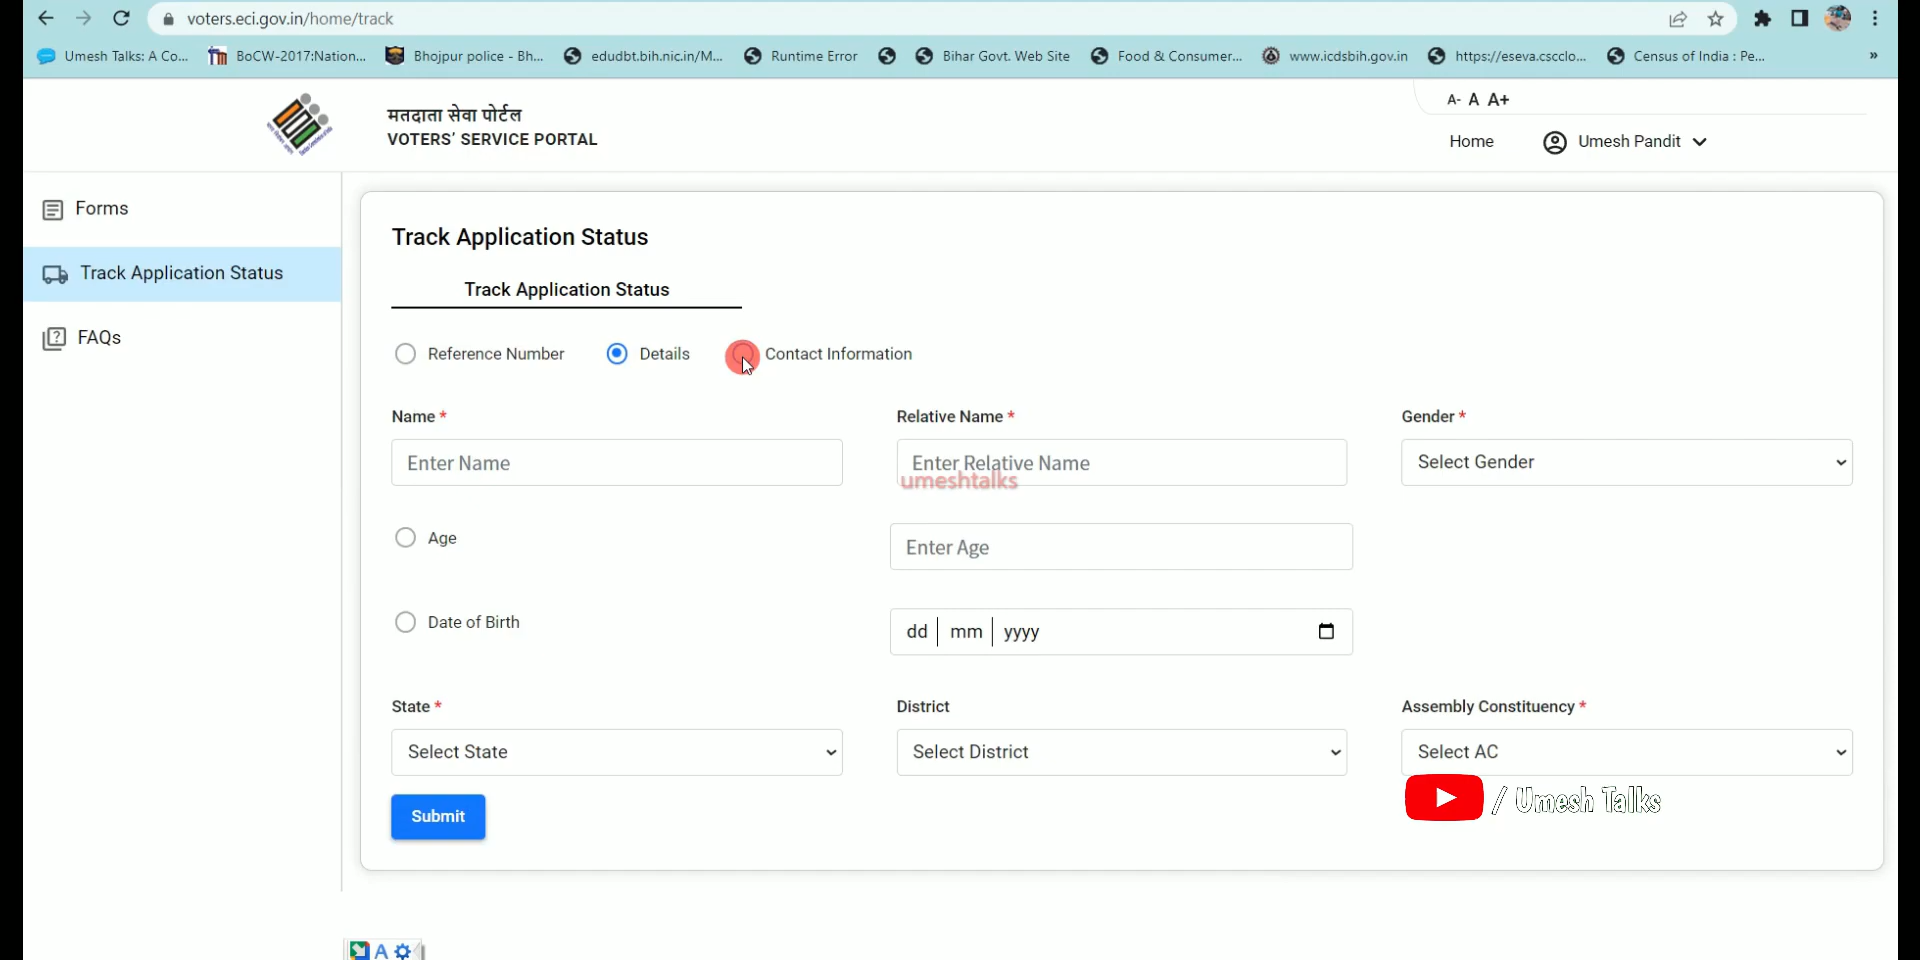 voters.eci.gov.in/home/track
Umesh Talks: A Co... BoCW-2017:Nation... Bhojpur police - Bh... edudbt.bih.nic.in/M... Runtime Error Bihar Govt. Web Site Food & Consumer... www.icdsbih.gov.in https://eseva.cscclo... Census of India : Pe... »
A- A A+
मतदाता सेवा पोर्टल
VOTERS' SERVICE PORTAL
Home Umesh Pandit
Forms
Track Application Status
FAQs
Track Application Status
Track Application Status
Reference Number Details Contact Information
Name * Relative Name * Gender *
Enter Name Enter Relative Name Select Gender
umeshtalks
Age Enter Age
Date of Birth dd mm yyyy
State * District Assembly Constituency *
Select State Select District Select AC
/ Umesh Talks
Submit
A